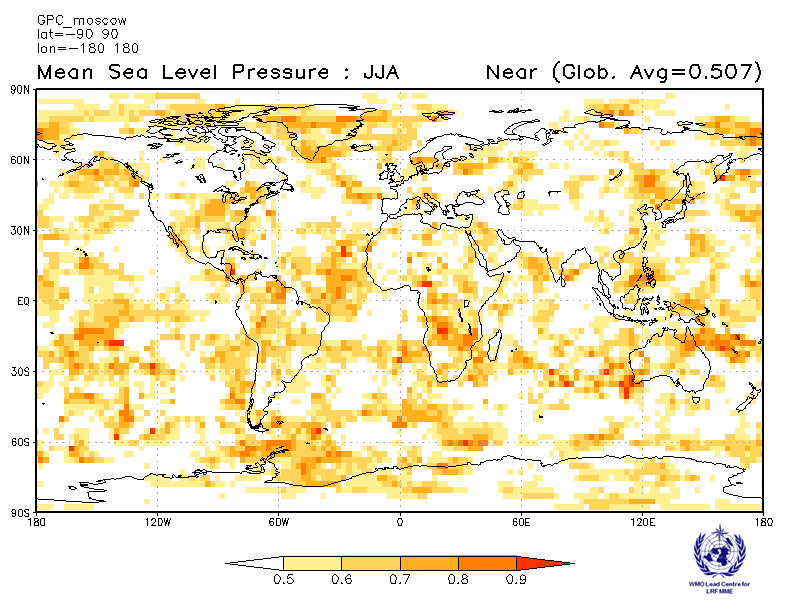 GPC_moscow
lat=-90 90
lon=-180 180
Mean Sea Level Pressure : JJA Near (Glob. Avg=0.507)
90N
60N
30N
EQ
30S
60S
90S
180 120W 60W 0 60E 120E 180
0.5 0.6 0.7 0.8 0.9
WMO Lead Centre for
LRF MME